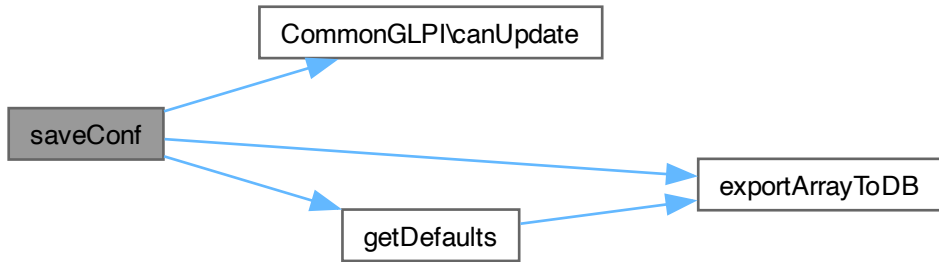 CommonGLPI\canUpdate
saveConf
exportArrayToDB
getDefaults